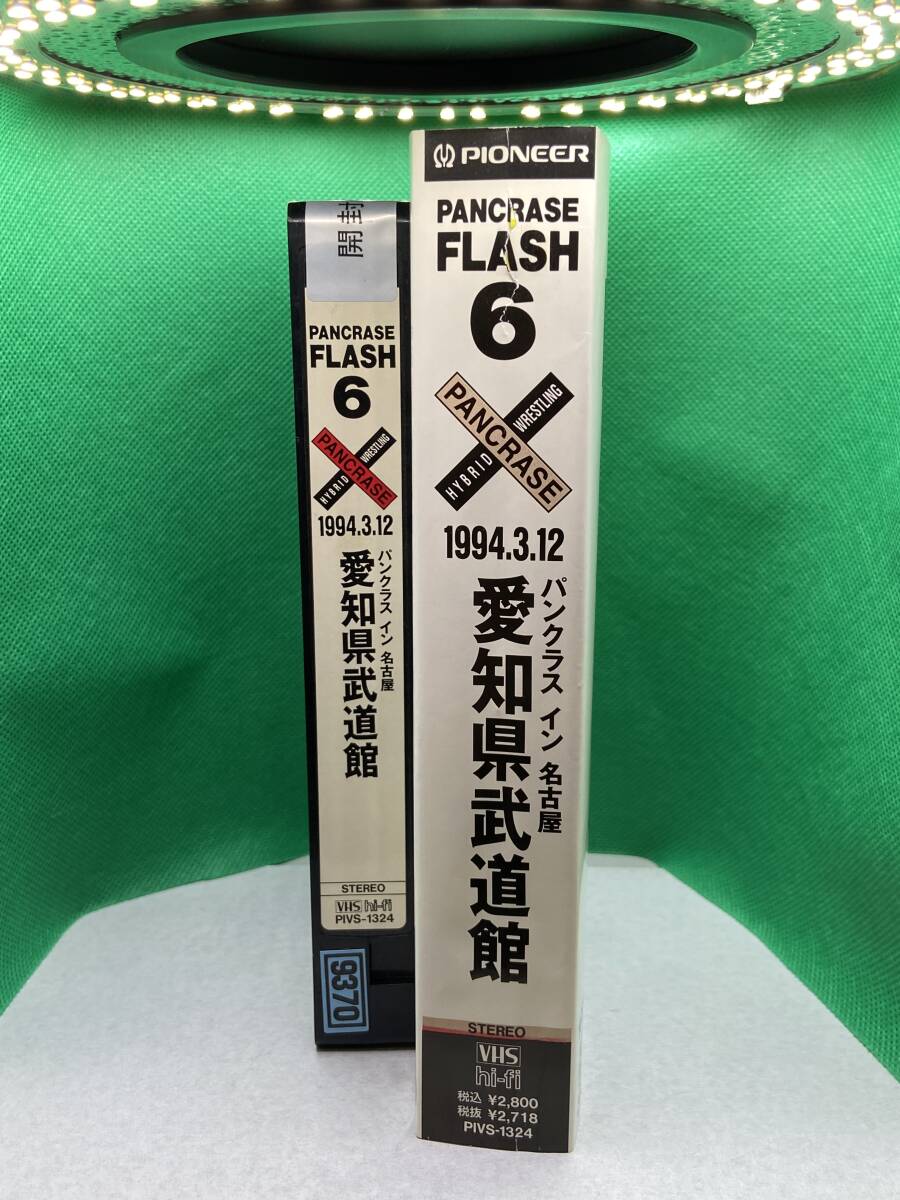 開封
PANCRASE
FLASH
6
PANCRASE
HYBRID WRESTLING
1994.3.12
パンクラス イン 名古屋
愛知県武道館
STEREO
VHS hi-fi
PIVS-1324
9370
PIONEER
PANCRASE
FLASH
6
PANCRASE
HYBRID WRESTLING
1994.3.12
パンクラス イン 名古屋
愛知県武道館
STEREO
VHS
hi-fi
税込 ¥2,800
税抜 ¥2,718
PIVS-1324